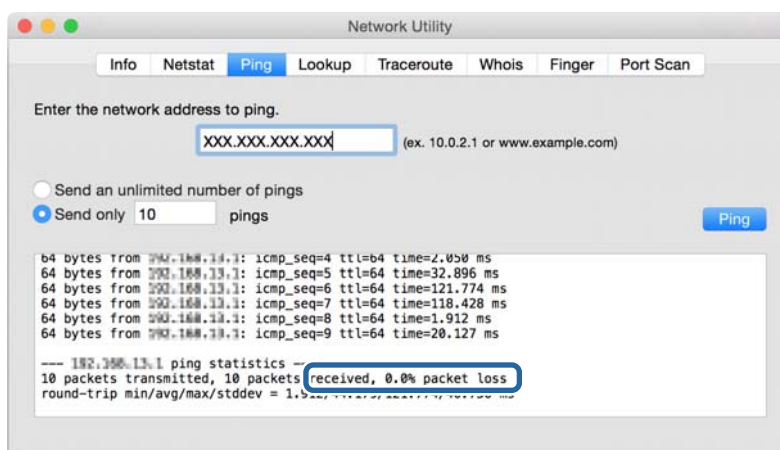 Network Utility
Info Netstat Ping Lookup Traceroute Whois Finger Port Scan
Enter the network address to ping.
XXX.XXX.XXX.XXX (ex. 10.0.2.1 or www.example.com)
Send an unlimited number of pings
Send only 10 pings
Ping
64 bytes from : icmp_seq=4 ttl=64 time=2.050 ms
64 bytes from : icmp_seq=5 ttl=64 time=32.896 ms
64 bytes from : icmp_seq=6 ttl=64 time=121.774 ms
64 bytes from : icmp_seq=7 ttl=64 time=118.428 ms
64 bytes from : icmp_seq=8 ttl=64 time=1.912 ms
64 bytes from : icmp_seq=9 ttl=64 time=20.127 ms
--- ping statistics --
10 packets transmitted, 10 packets received, 0.0% packet loss
round-trip min/avg/max/stddev = ms